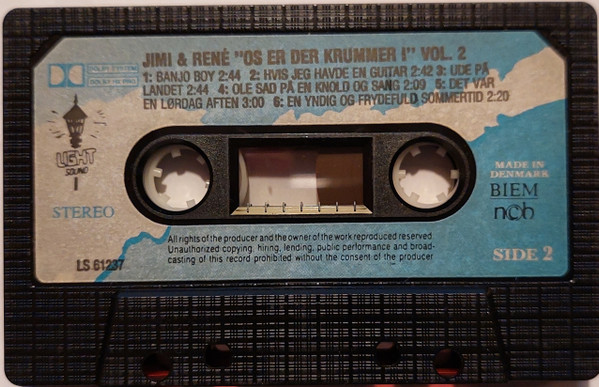 JIMI & RENÉ "OS ER DER KRUMMER I" VOL. 2
DOLBY SYSTEM
1: BANJO BOY 2:44 2: HVIS JEG HAVDE EN GUITAR 2:42 3: UDE PÅ
LANDET 2:44 4: OLE SAD PÅ EN KNOLD OG SANG 2:09 5: DET VAR
EN LØRDAG AFTEN 3:00 6: EN YNDIG OG FRYDEFULD SOMMERTID 2:20
LIGHT
SOUND
STEREO
MADE IN
DENMARK
BIEM
ncb
All rights of the producer and the owner of the work reproduced reserved.
Unauthorized copying, hiring, lending, public performance and broad-
casting of this record prohibited without the consent of the producer
LS 61237
SIDE 2